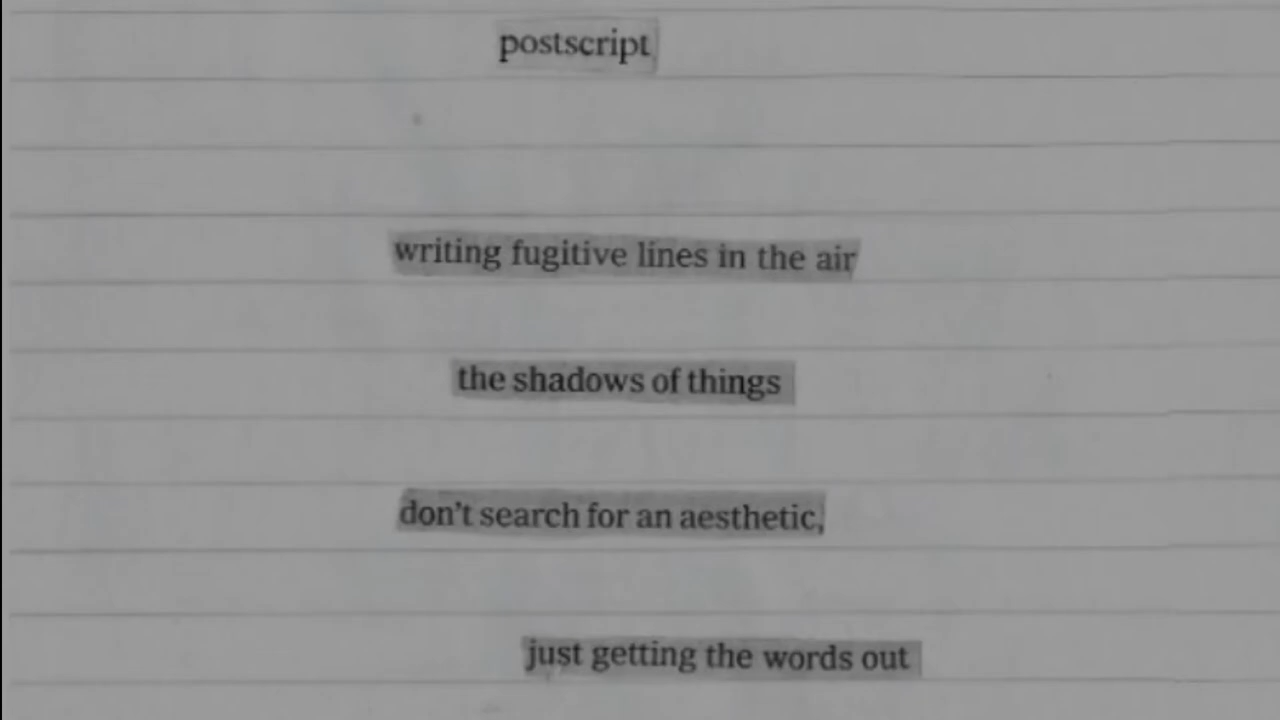 postscript
writing fugitive lines in the air
the shadows of things
don't search for an aesthetic,
just getting the words out